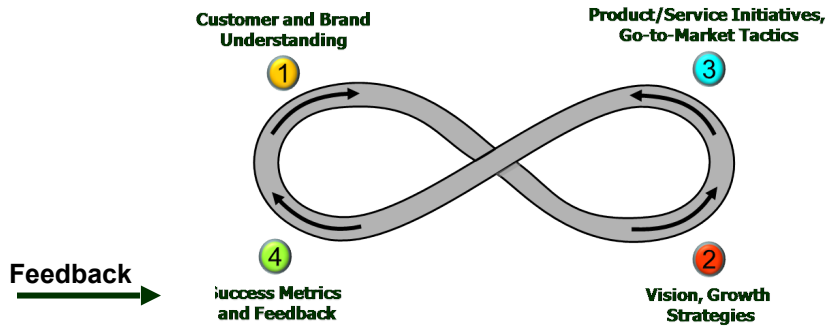 Customer and Brand
Understanding
1
Product/Service Initiatives,
Go-to-Market Tactics
3
4
Success Metrics
and Feedback
2
Vision, Growth
Strategies
Feedback